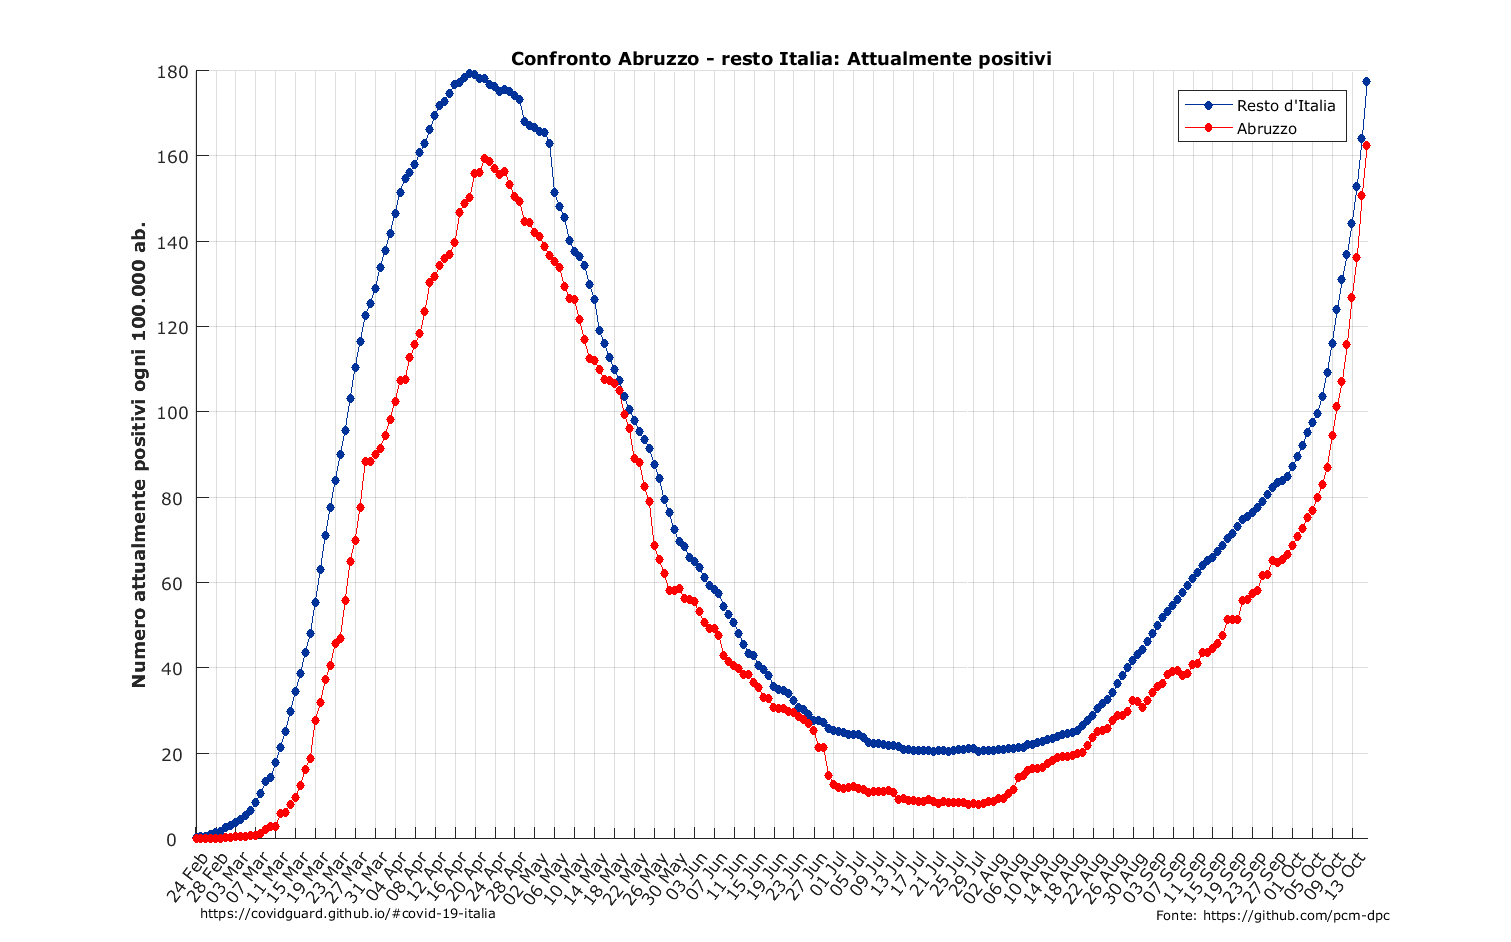 Confronto Abruzzo - resto Italia: Attualmente positivi
Resto d'Italia
Abruzzo
Numero attualmente positivi ogni 100.000 ab.
180
160
140
120
100
80
60
40
20
0
24 Feb
28 Feb
03 Mar
07 Mar
11 Mar
15 Mar
19 Mar
23 Mar
27 Mar
31 Mar
04 Apr
08 Apr
12 Apr
16 Apr
20 Apr
24 Apr
28 Apr
02 May
06 May
10 May
14 May
18 May
22 May
26 May
30 May
03 Jun
07 Jun
11 Jun
15 Jun
19 Jun
23 Jun
27 Jun
01 Jul
05 Jul
09 Jul
13 Jul
17 Jul
21 Jul
25 Jul
29 Jul
02 Aug
06 Aug
10 Aug
14 Aug
18 Aug
22 Aug
26 Aug
30 Aug
03 Sep
07 Sep
11 Sep
15 Sep
19 Sep
23 Sep
27 Sep
01 Oct
05 Oct
09 Oct
13 Oct
https://covidguard.github.io/#covid-19-italia
Fonte: https://github.com/pcm-dpc